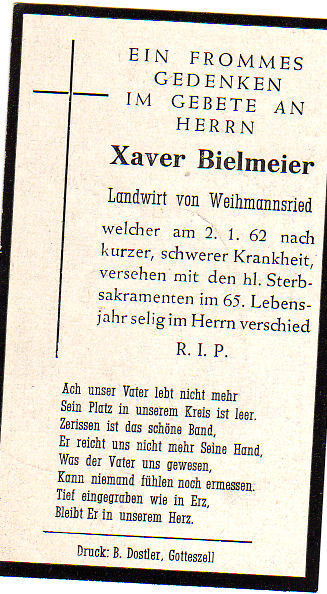 EIN FROMMES
GEDENKEN
IM GEBETE AN
HERRN
Xaver Bielmeier
Landwirt von Weihmannsried
welcher am 2. 1. 62 nach
kurzer, schwerer Krankheit,
versehen mit den hl. Sterb-
sakramenten im 65. Lebens-
jahr selig im Herrn verschied
R. I. P.
Ach unser Vater lebt nicht mehr
Sein Platz in unserem Kreis ist leer.
Zerissen ist das schöne Band,
Er reicht uns nicht mehr Seine Hand,
Was der Vater uns gewesen,
Kann niemand fühlen noch ermessen.
Tief eingegraben wie in Erz,
Bleibt Er in unserem Herz.
Druck: B. Dostler, Gotteszell